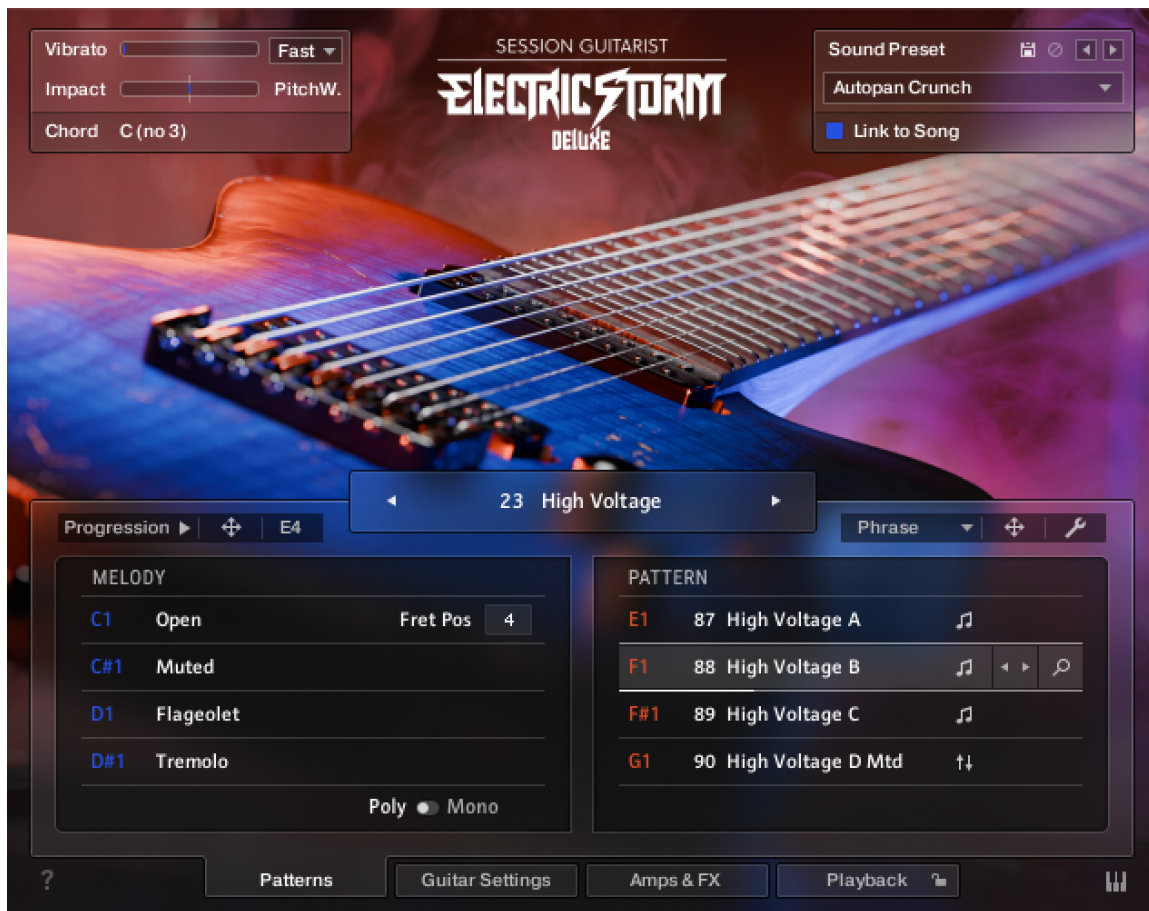 Vibrato Fast
Impact PitchW.
Chord C (no 3)
SESSION GUITARIST
ELECTRIC STORM
DELUXE
Sound Preset
Autopan Crunch
Link to Song
23 High Voltage
Progression E4
Phrase
MELODY
C1 Open Fret Pos 4
C#1 Muted
D1 Flageolet
D#1 Tremolo
Poly Mono
PATTERN
E1 87 High Voltage A
F1 88 High Voltage B
F#1 89 High Voltage C
G1 90 High Voltage D Mtd
? Patterns Guitar Settings Amps & FX Playback